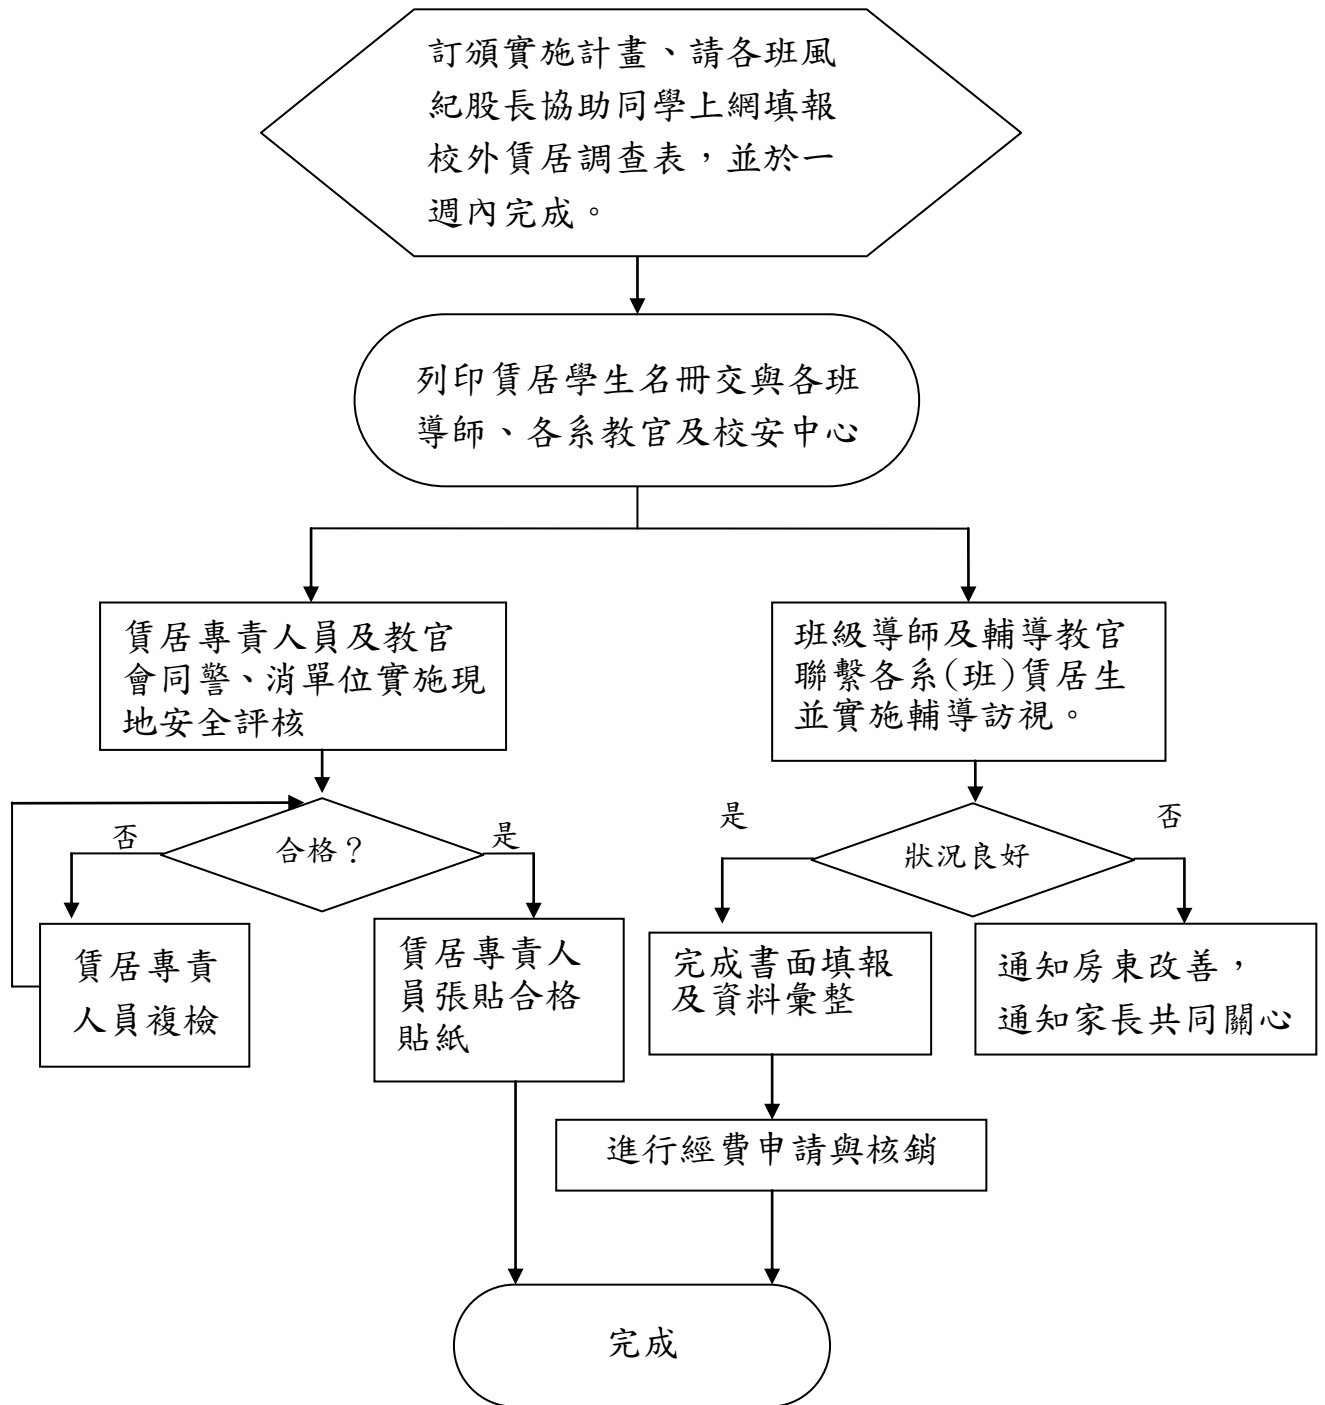 訂頒實施計畫、請各班風
紀股長協助同學上網填報
校外賃居調查表，並於一
週內完成。
列印賃居學生名冊交與各班
導師、各系教官及校安中心
賃居專責人員及教官
會同警、消單位實施現
地安全評核
班級導師及輔導教官
聯繫各系(班)賃居生
並實施輔導訪視。
否
合格？
是
是
狀況良好
否
賃居專責
人員複檢
賃居專責人
員張貼合格
貼紙
完成書面填報
及資料彙整
通知房東改善，
通知家長共同關心
進行經費申請與核銷
完成